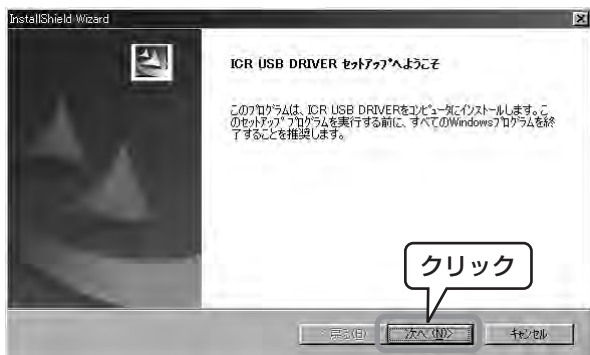 InstallShield Wizard
ICR USB DRIVER セットアップへようこそ
このプログラムは、ICR USB DRIVERをコンピュータにインストールします。こ
のセットアップ プログラムを実行する前に、すべてのWindowsプログラムを終
了することを推奨します。
クリック
< 戻る(B)
次へ(N)>
キャンセル